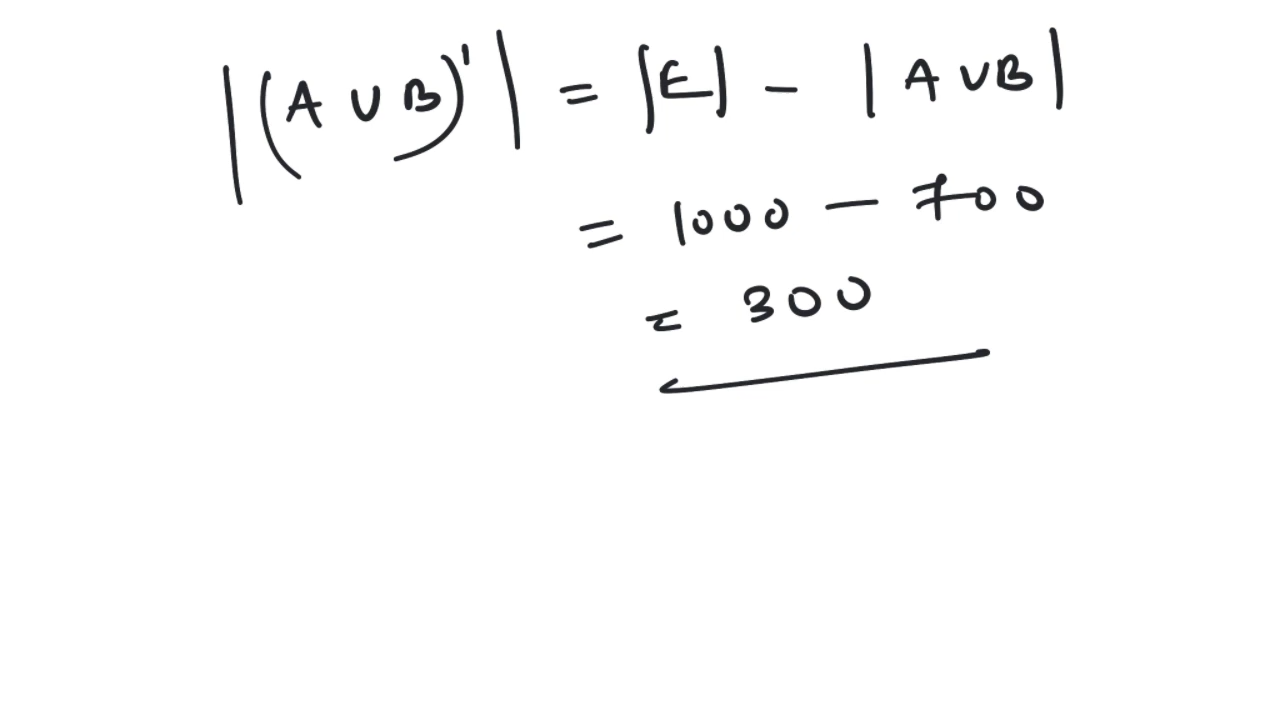 |(A ∪ B)'| = |E| - |A ∪ B|
= 1000 - 700
= 300